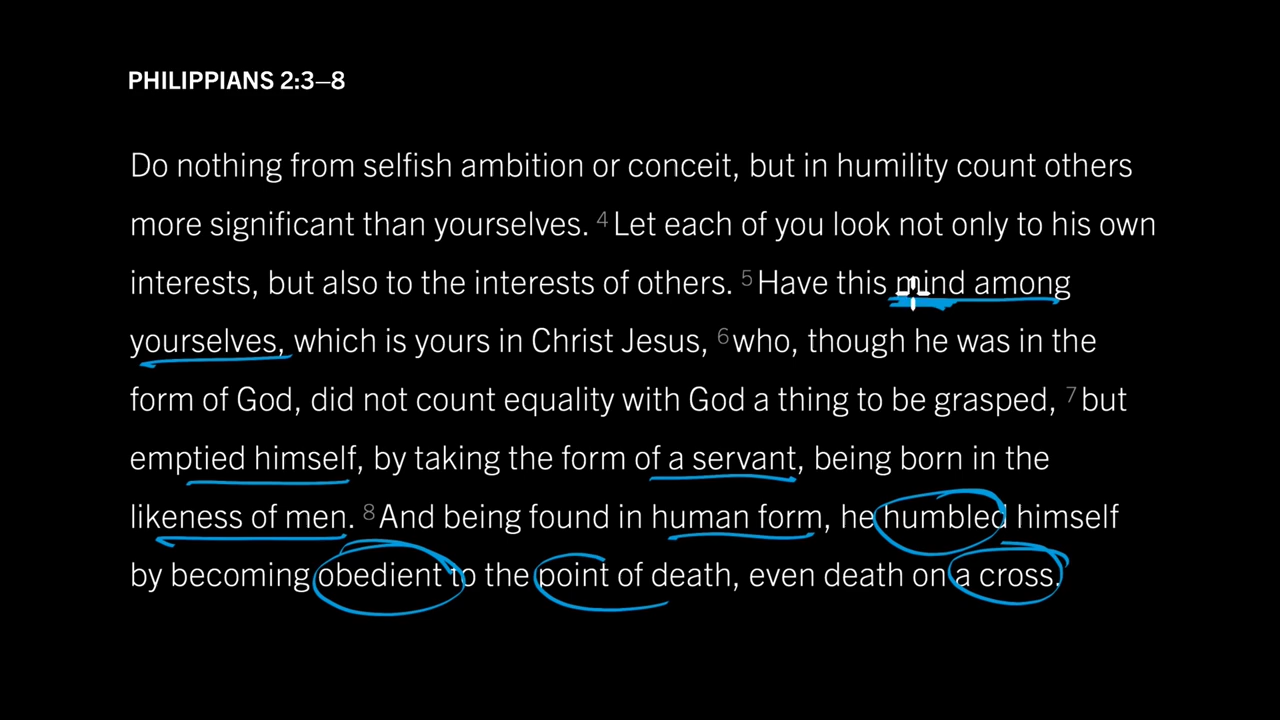 PHILIPPIANS 2:3–8
Do nothing from selfish ambition or conceit, but in humility count others
more significant than yourselves. 4 Let each of you look not only to his own
interests, but also to the interests of others. 5 Have this mind among
yourselves, which is yours in Christ Jesus, 6 who, though he was in the
form of God, did not count equality with God a thing to be grasped, 7 but
emptied himself, by taking the form of a servant, being born in the
likeness of men. 8 And being found in human form, he humbled himself
by becoming obedient to the point of death, even death on a cross.